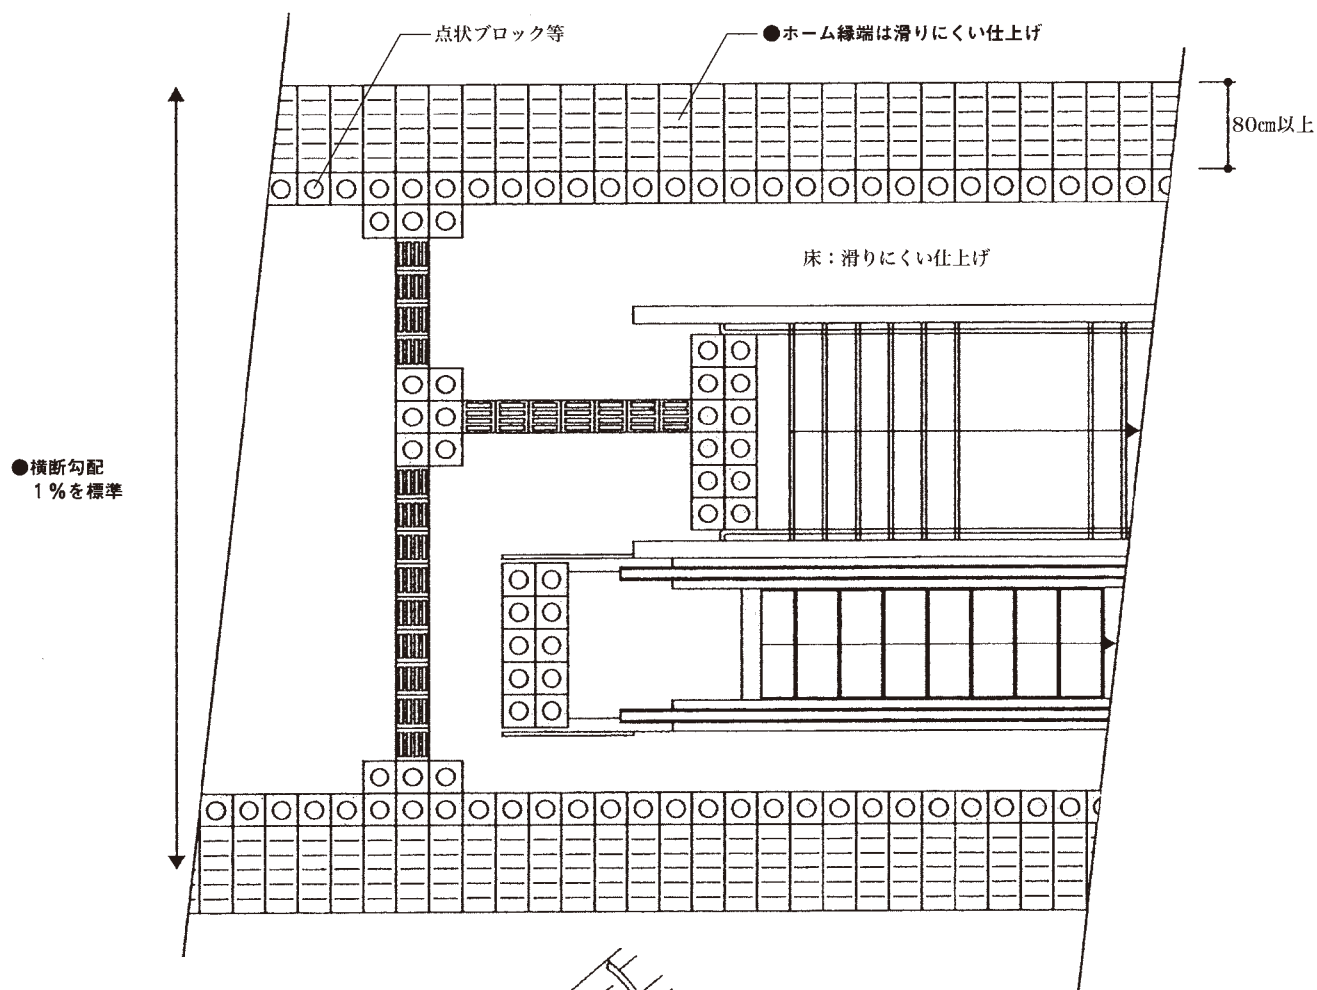 点状ブロック等
●ホーム縁端は滑りにくい仕上げ
80㎝以上
床：滑りにくい仕上げ
●横断勾配
1%を標準